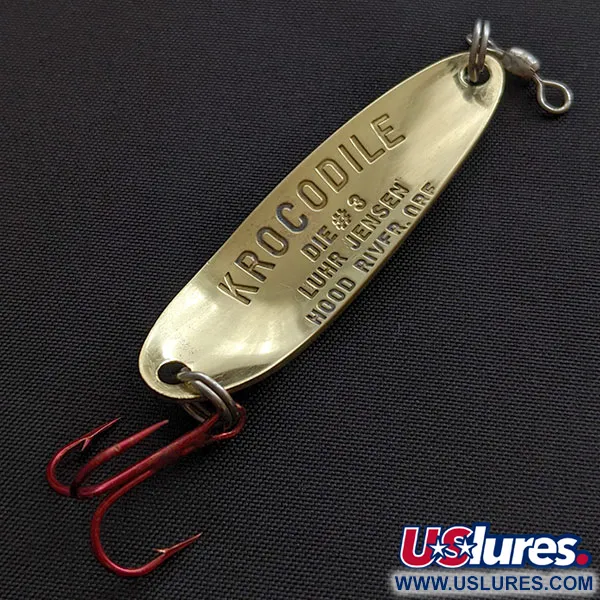 KROCODILE
DIE #3
LUHR JENSEN
HOOD RIVER. ORE
USlures.
WWW.USLURES.COM